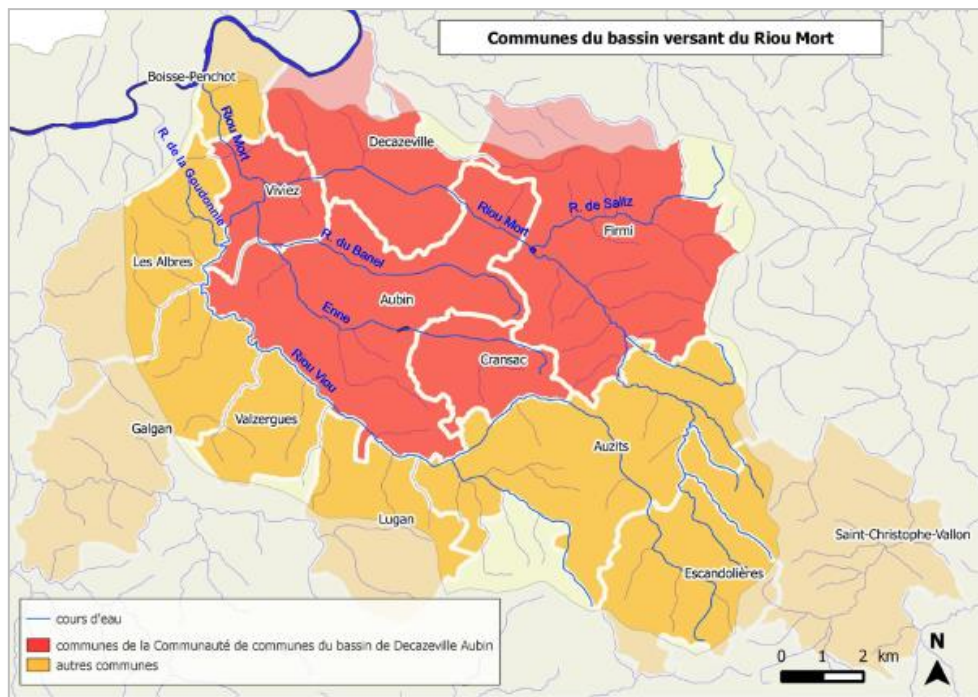 Communes du bassin versant du Riou Mort
Boisse-Penchot
Riou Mort
R. de la Goudonnie
Decazeville
Viviez
Riou Mort
R. de Saltz
Firmi
R. du Banel
Les Albres
Aubin
Enne
Cransac
Riou Viou
Valzergues
Galgan
Auzits
Lugan
Saint-Christophe-Vallon
Escandolières
cours d'eau
communes de la Communauté de communes du bassin de Decazeville Aubin
autres communes
0 1 2 km
N